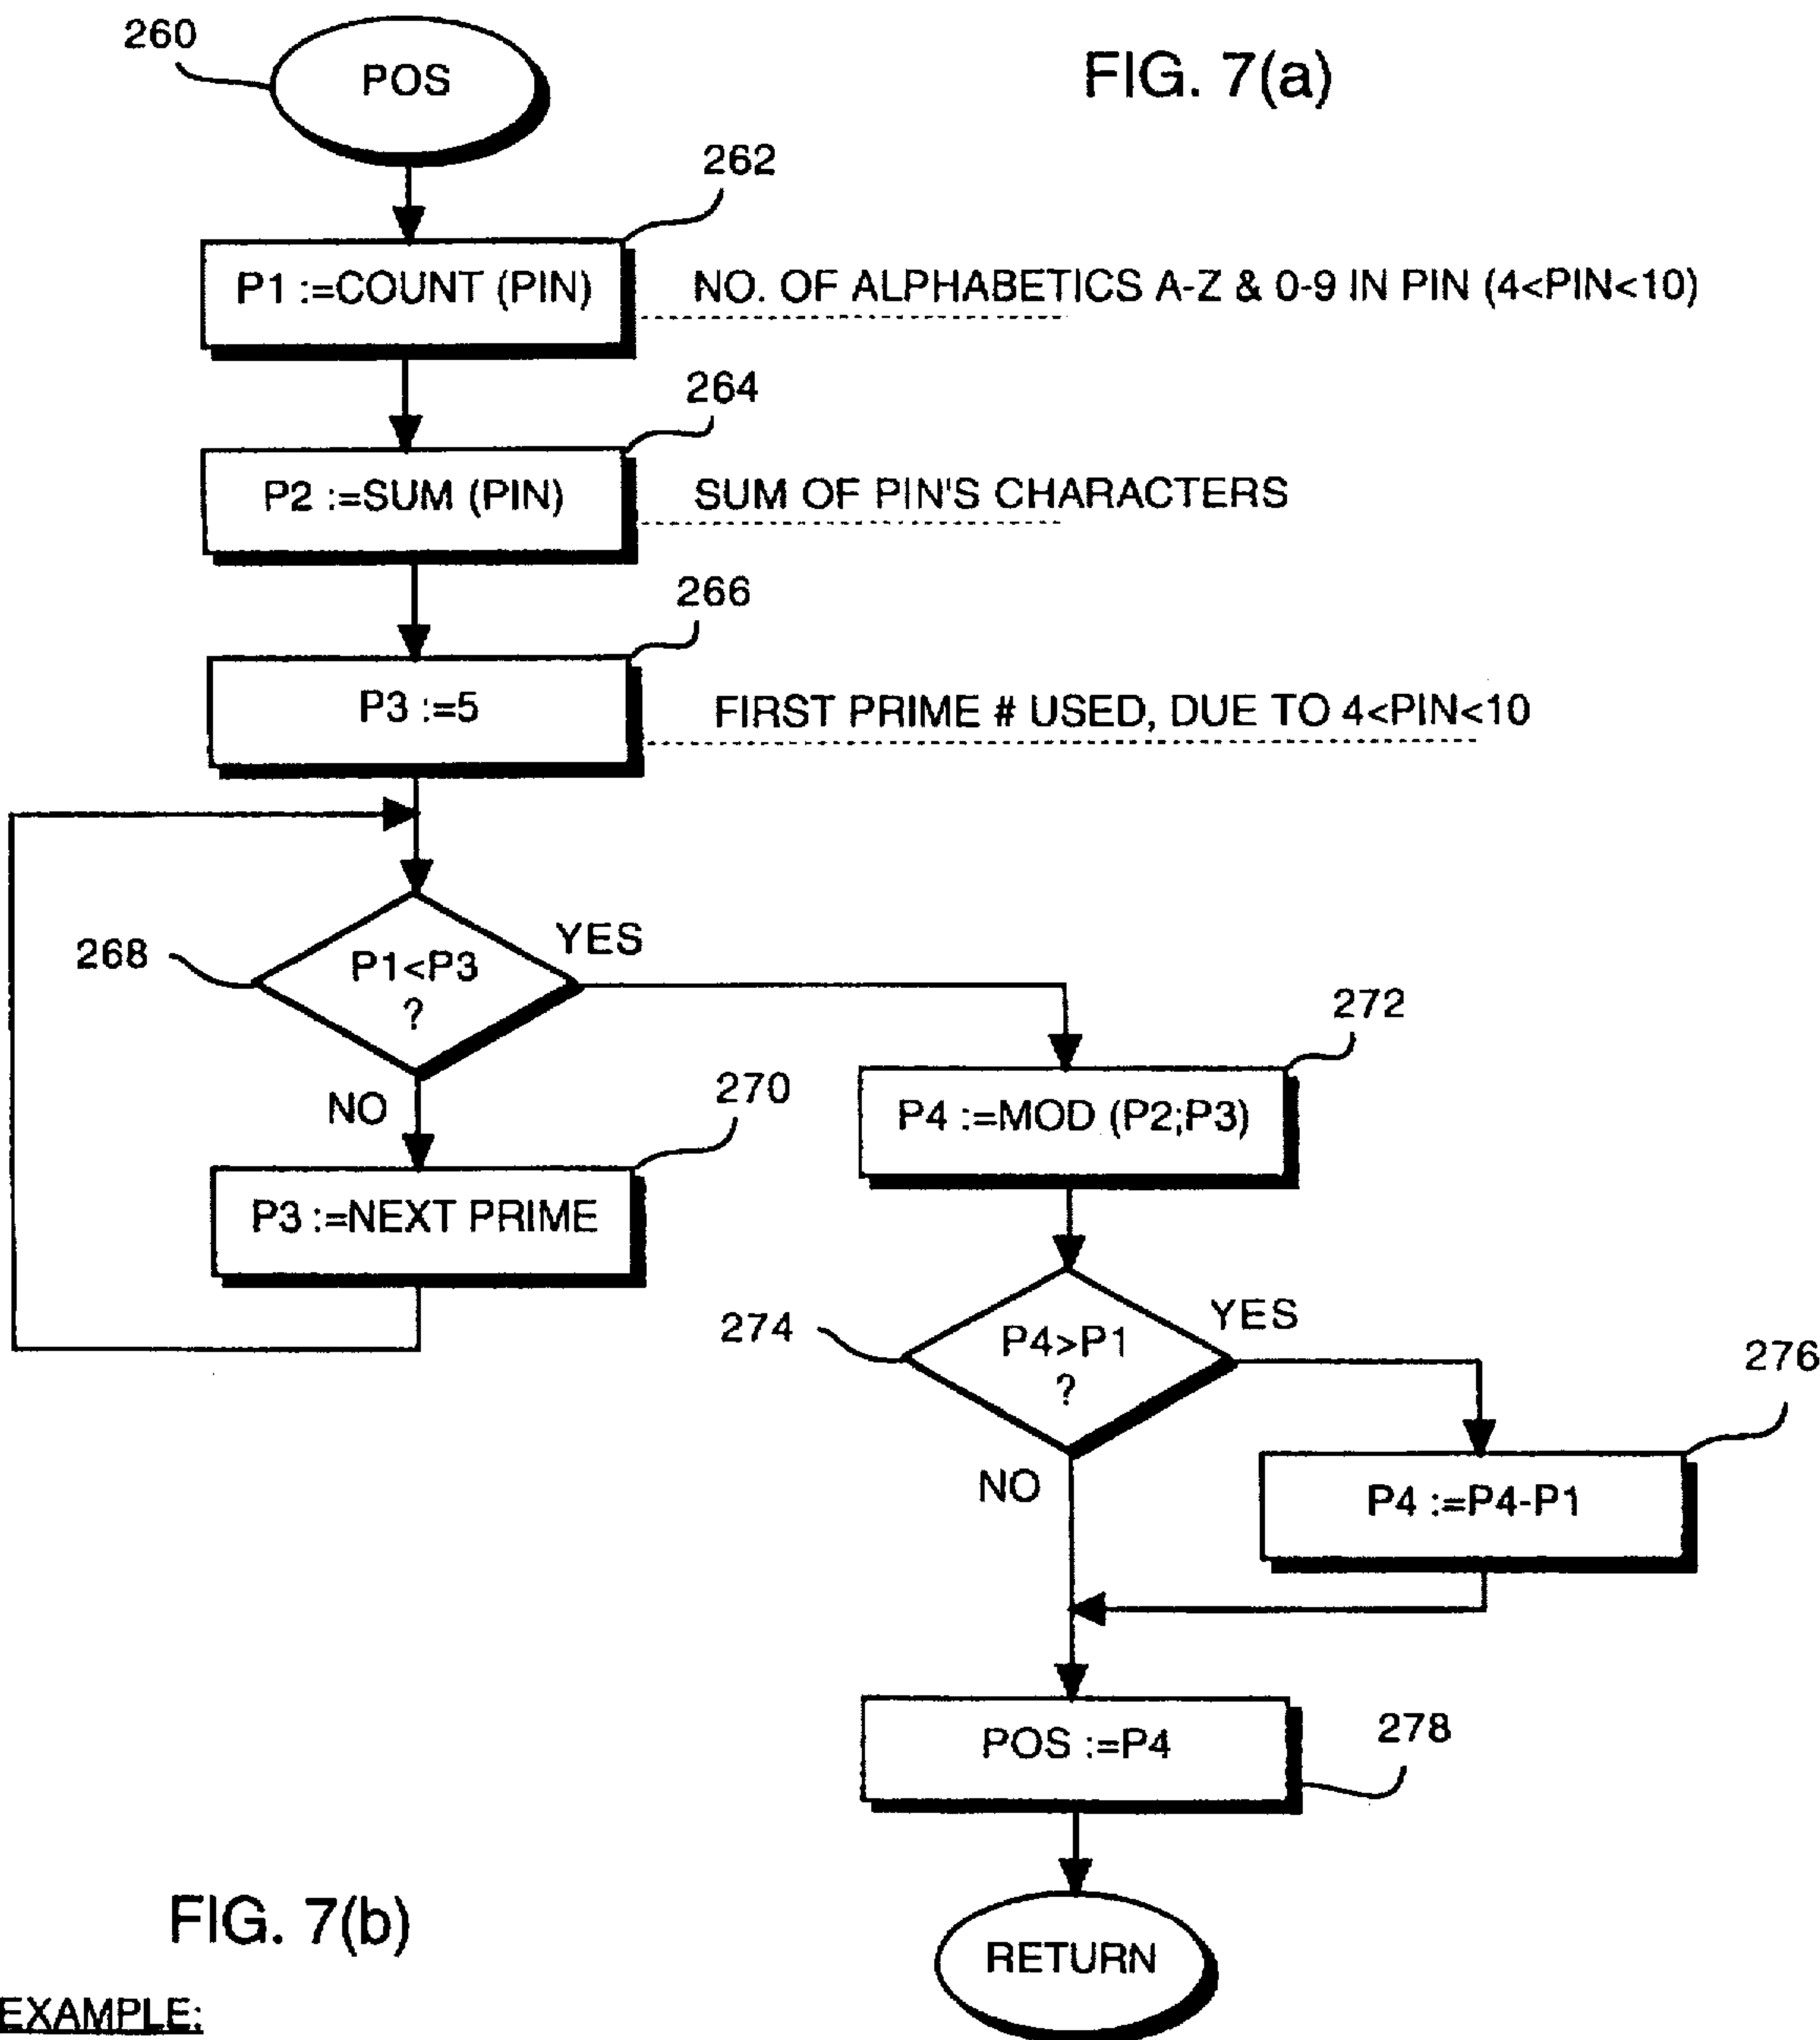 260
POS
FIG. 7(a)
262
P1 :=COUNT (PIN)
NO. OF ALPHABETICS A-Z & 0-9 IN PIN (4<PIN<10)
264
P2 :=SUM (PIN)
SUM OF PIN'S CHARACTERS
266
P3 :=5
FIRST PRIME # USED, DUE TO 4<PIN<10
268
P1<P3
?
YES
NO
270
P3 :=NEXT PRIME
272
P4 :=MOD (P2;P3)
274
P4>P1
?
YES
NO
276
P4 :=P4-P1
POS :=P4
278
RETURN
FIG. 7(b)
EXAMPLE: